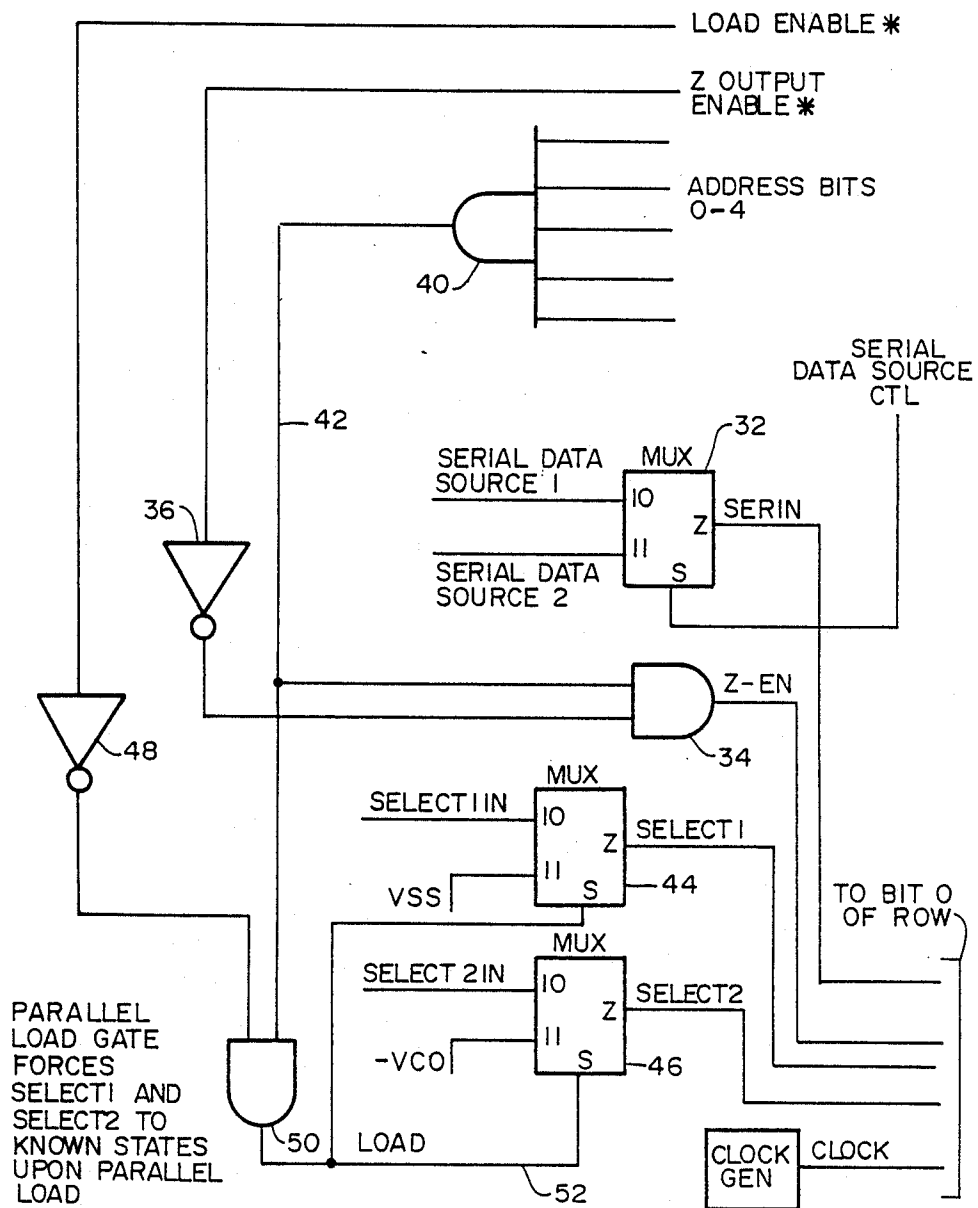 LOAD ENABLE *
Z OUTPUT
ENABLE *
ADDRESS BITS
0-4
40
SERIAL
DATA SOURCE
CTL
42
32
MUX
SERIAL DATA
SOURCE 1
IO
SERIN
Z
36
I1
S
SERIAL DATA
SOURCE 2
Z-EN
34
48
MUX
SELECT1IN
IO
SELECT1
Z
I1
44
S
VSS
TO BIT 0
OF ROW
MUX
SELECT 2IN
IO
SELECT2
Z
I1
46
S
-VCO
PARALLEL
LOAD GATE
FORCES
SELECT1 AND
SELECT2 TO
KNOWN STATES
UPON PARALLEL
LOAD
50
LOAD
52
CLOCK
GEN
CLOCK